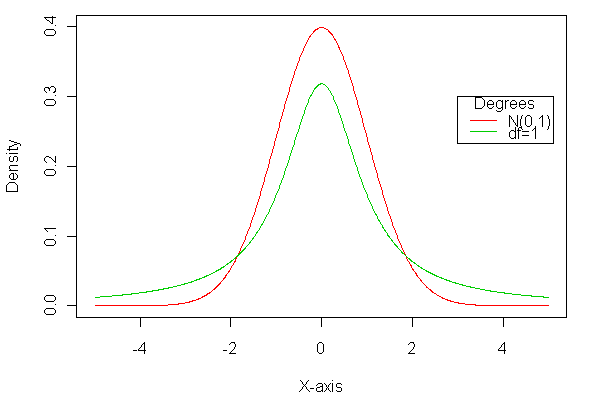 0.4
0.3
0.2
0.1
0.0
Density
Degrees
N(0,1)
df=1
-4 -2 0 2 4
X-axis